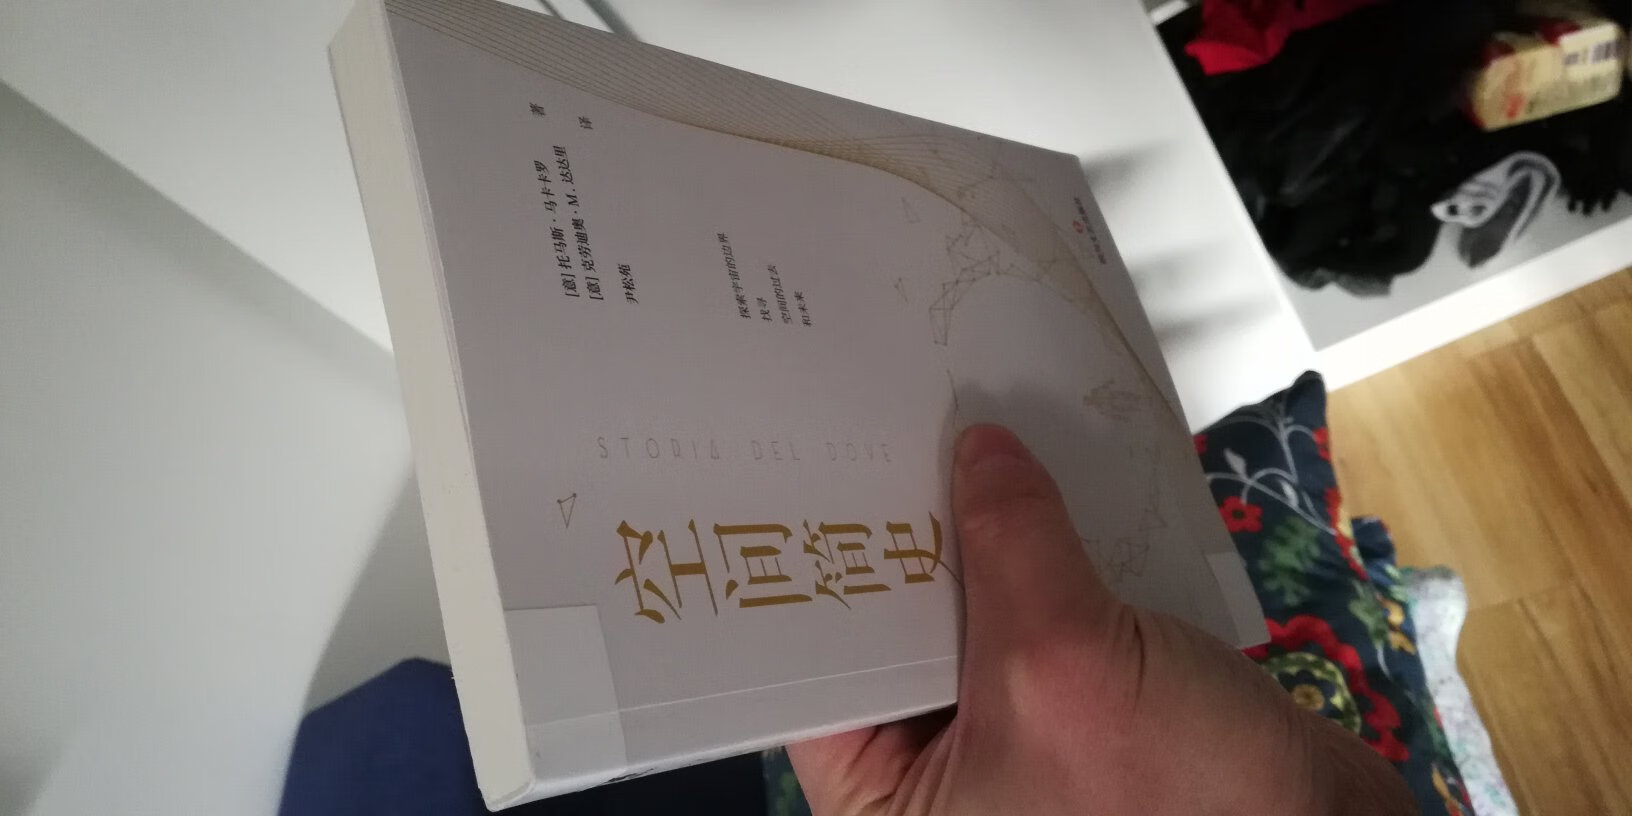 空间简史
STORIA DEL DOVE
探索宇宙的边界
找寻
空间的过去
和未来
[意] 托马斯·马卡卡罗
[意] 克劳迪奥·M. 达达里 著
尹松苑 译